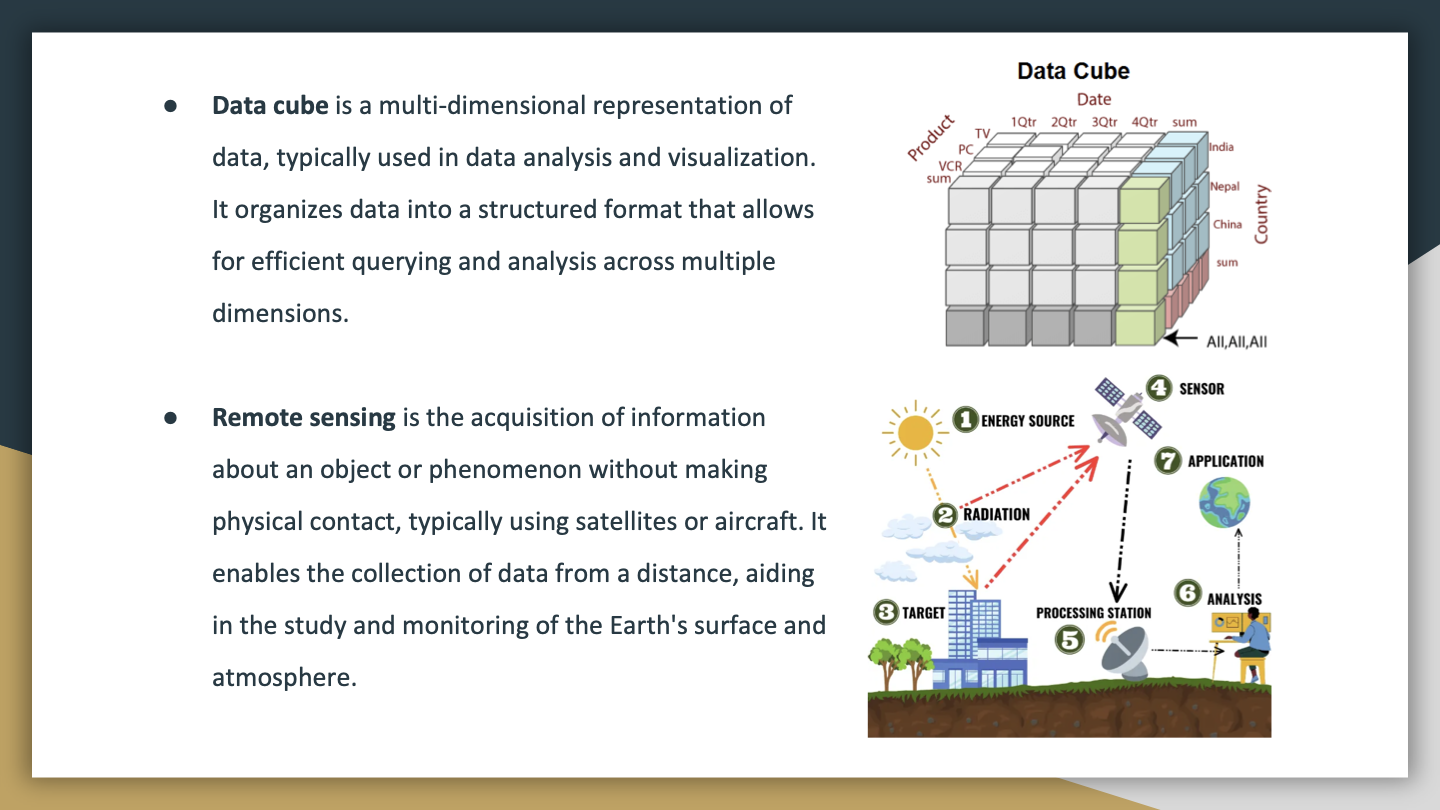 ● Data cube is a multi-dimensional representation of
data, typically used in data analysis and visualization.
It organizes data into a structured format that allows
for efficient querying and analysis across multiple
dimensions.
● Remote sensing is the acquisition of information
about an object or phenomenon without making
physical contact, typically using satellites or aircraft. It
enables the collection of data from a distance, aiding
in the study and monitoring of the Earth's surface and
atmosphere.
Data Cube
Date
1Qtr 2Qtr 3Qtr 4Qtr sum
Product
TV
PC
VCR
sum
India
Nepal
China
sum
Country
All,All,All
1 ENERGY SOURCE
2 RADIATION
3 TARGET
4 SENSOR
PROCESSING STATION
5
6 ANALYSIS
7 APPLICATION